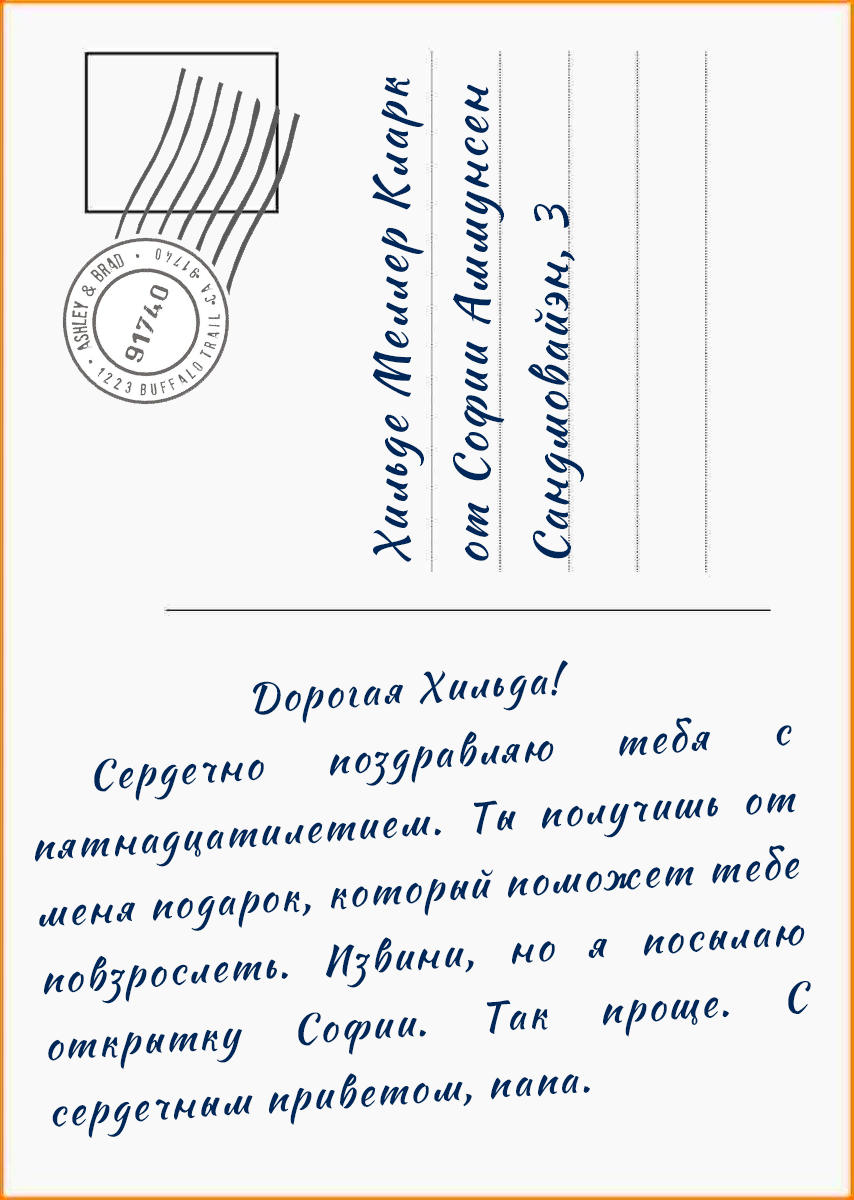 ASHLEY & BRAD • CA 91740
1223 BUFFALO TRAIL
91740
Хильде Меллер Кларк
от Софии Аммунсен
Сандмовайэн, 3
Дорогая Хильда!
Сердечно поздравляю тебя с
пятнадцатилетием. Ты получишь от
меня подарок, который поможет тебе
повзрослеть. Извини, но я посылаю
открытку Софии. Так проще. С
сердечным приветом, папа.